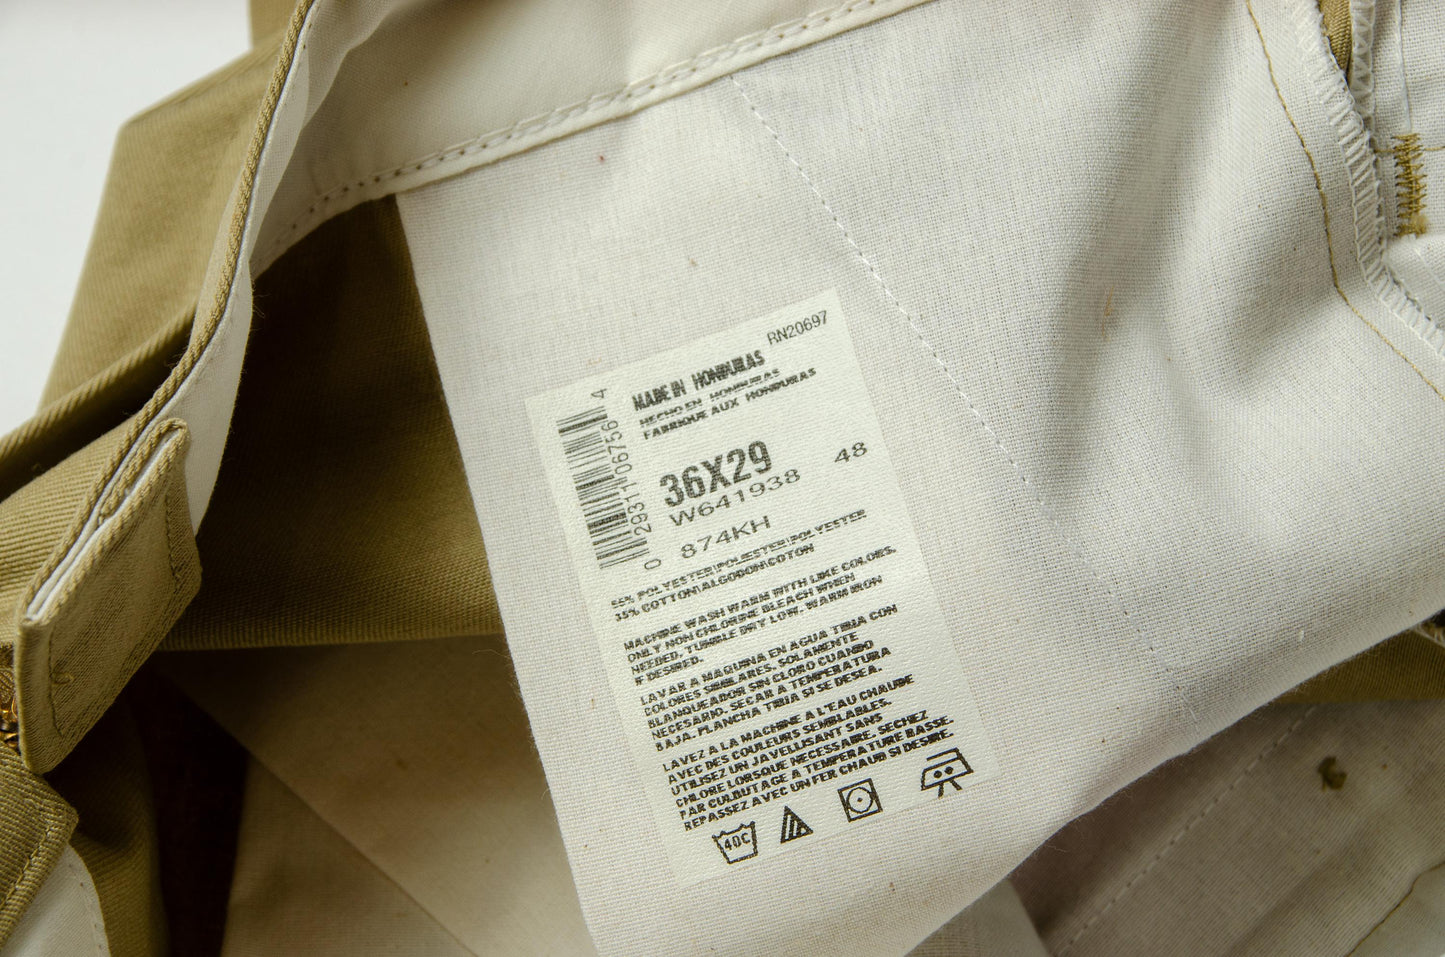 RN20697
MADE IN HONDURAS
HECHO EN HONDURAS
FABRIQUE AUX HONDURAS
0 29311 06756 4
36X29
W641938 48
874KH
POLYESTER\POLIESTER\POLYESTER
35% COTTON\ALGODON\COTON
MACHINE WASH WARM WITH LIKE COLORS.
ONLY NON CHLORINE BLEACH WHEN
NEEDED. TUMBLE DRY LOW. WARM IRON
IF DESIRED.
LAVAR A MAQUINA EN AGUA TIBIA CON
COLORES SIMILARES. SOLAMENTE
BLANQUEADOR SIN CLORO CUANDO
NECESARIO. SECAR A TEMPERATURA
BAJA. PLANCHA TIBIA SI SE DESEA.
LAVEZ A LA MACHINE A L'EAU CHAUDE
AVEC DES COULEURS SEMBLABLES.
UTILISEZ UN JAVELLISANT SANS
CHLORE LORSQUE NECESSAIRE, SECHEZ
PAR CULBUTAGE A TEMPERATURE BASSE.
REPASSEZ AVEC UN FER CHAUD SI DESIRE.
40C